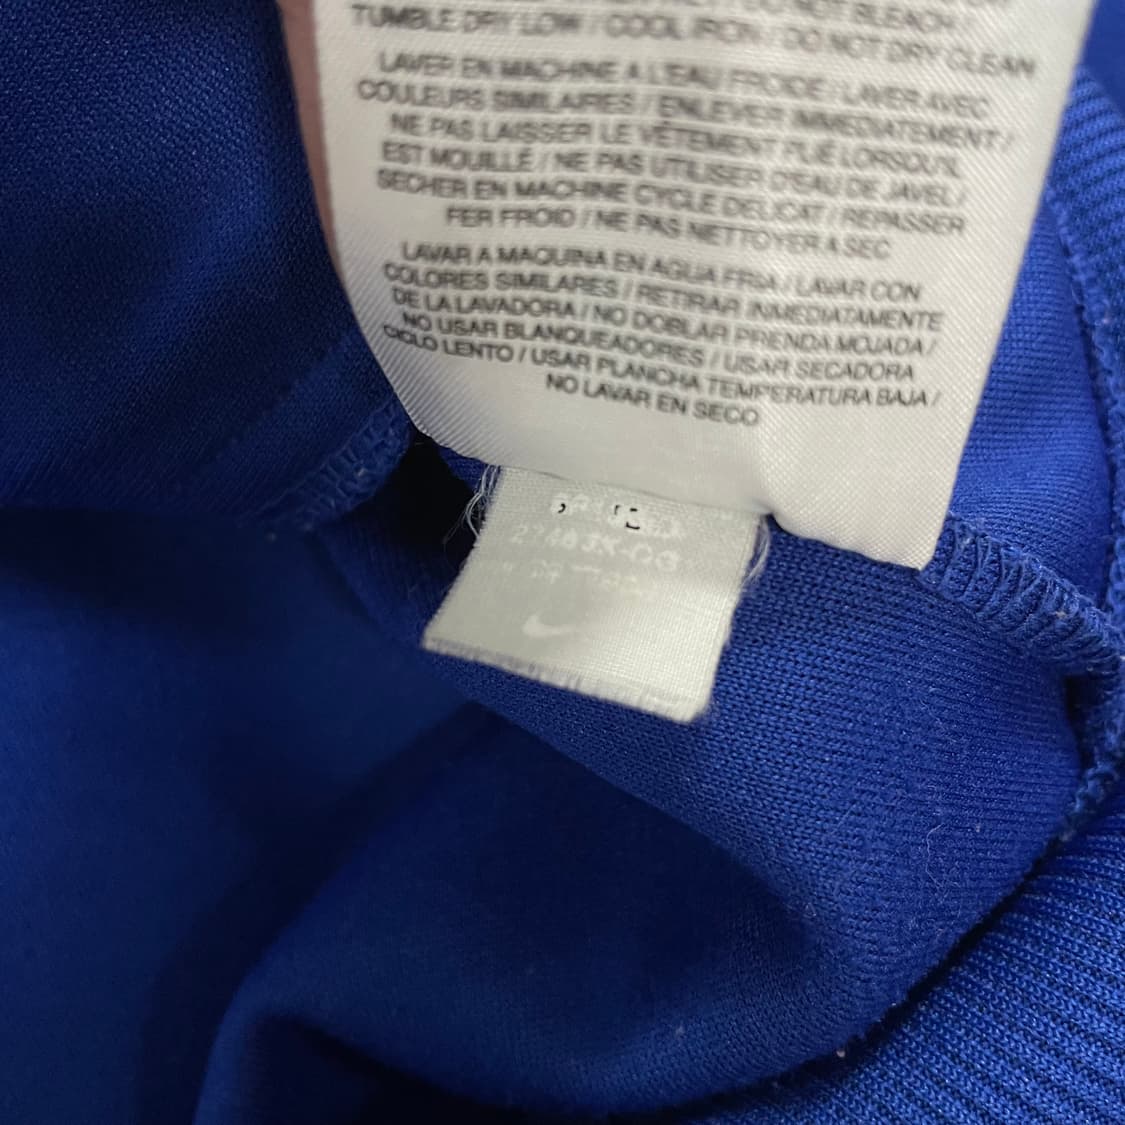 DO NOT BLEACH /
TUMBLE DRY LOW / COOL IRON / DO NOT DRY CLEAN
LAVER EN MACHINE A L'EAU FROIDE / LAVER AVEC
COULEURS SIMILAIRES / ENLEVER IMMEDIATEMENT /
NE PAS LAISSER LE VÊTEMENT PLIÉ LORSQU'IL
EST MOUILLÉ / NE PAS UTILISER D'EAU DE JAVEL /
SECHER EN MACHINE CYCLE DELICAT / REPASSER
FER FROID / NE PAS NETTOYER A SEC
LAVAR A MAQUINA EN AGUA FRIA / LAVAR CON
COLORES SIMILARES / RETIRAR INMEDIATAMENTE
DE LA LAVADORA / NO DOBLAR PRENDA MOJADA /
NO USAR BLANQUEADORES / USAR SECADORA
CICLO LENTO / USAR PLANCHA TEMPERATURA BAJA /
NO LAVAR EN SECO